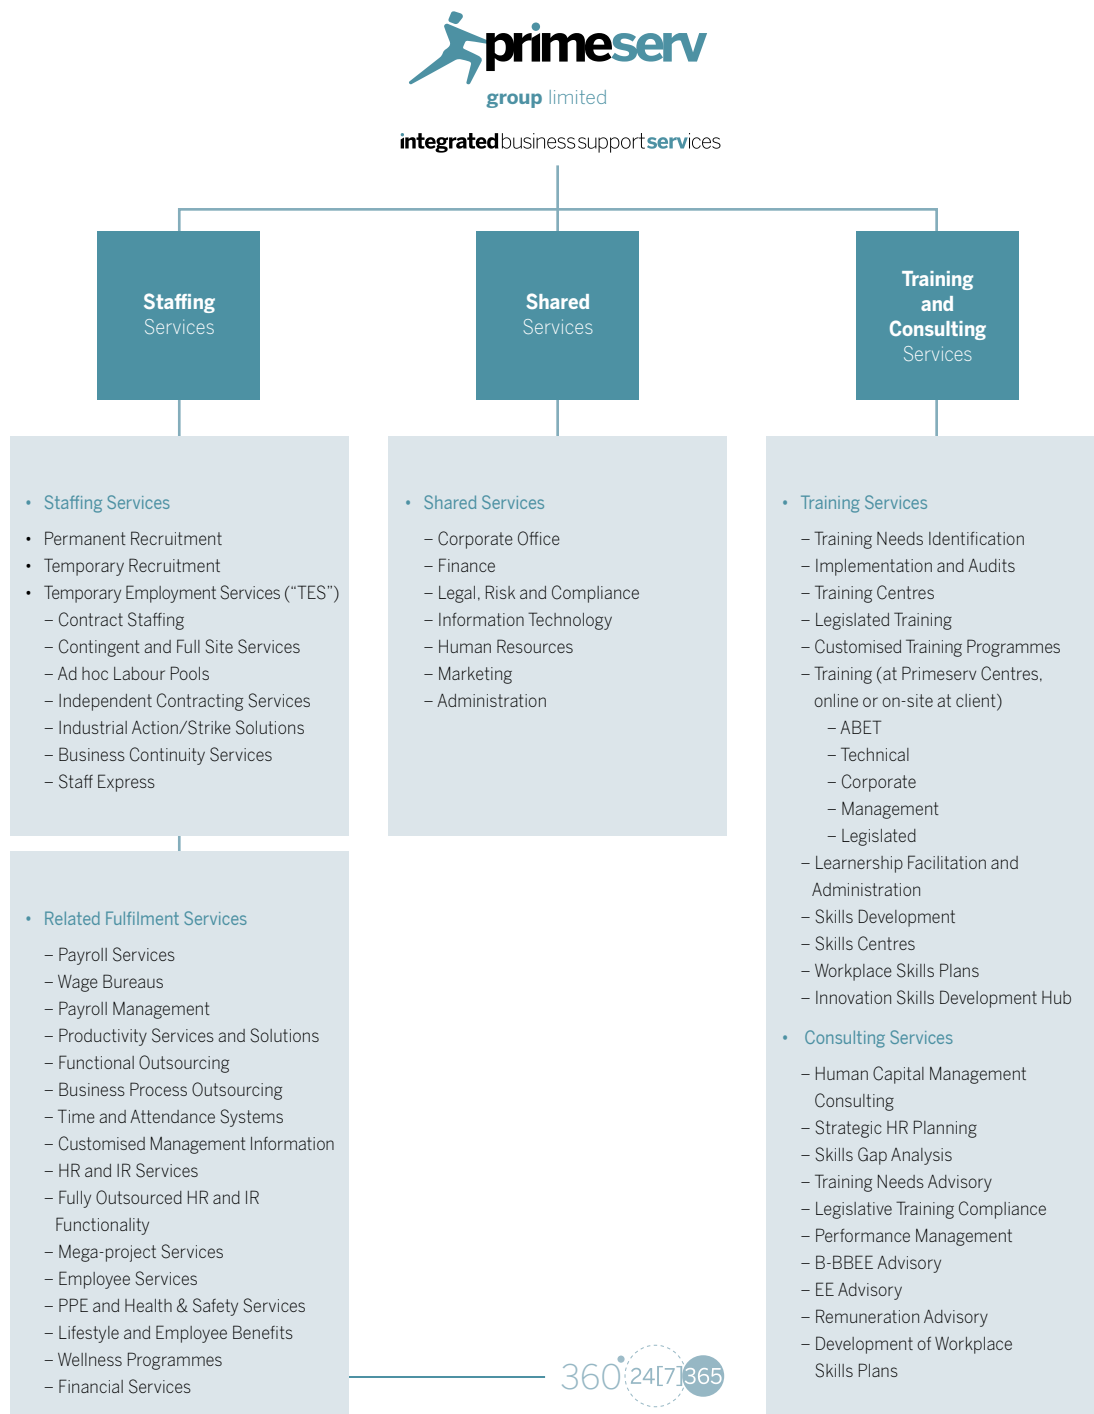 primeserv
group limited
integratedbusinesssupportservices
Staffing
Services
Shared
Services
Training
and
Consulting
Services
• Staffing Services
• Permanent Recruitment
• Temporary Recruitment
• Temporary Employment Services (“TES”)
– Contract Staffing
– Contingent and Full Site Services
– Ad hoc Labour Pools
– Independent Contracting Services
– Industrial Action/Strike Solutions
– Business Continuity Services
– Staff Express
• Related Fulfilment Services
– Payroll Services
– Wage Bureaus
– Payroll Management
– Productivity Services and Solutions
– Functional Outsourcing
– Business Process Outsourcing
– Time and Attendance Systems
– Customised Management Information
– HR and IR Services
– Fully Outsourced HR and IR
Functionality
– Mega-project Services
– Employee Services
– PPE and Health & Safety Services
– Lifestyle and Employee Benefits
– Wellness Programmes
– Financial Services
• Shared Services
– Corporate Office
– Finance
– Legal, Risk and Compliance
– Information Technology
– Human Resources
– Marketing
– Administration
• Training Services
– Training Needs Identification
– Implementation and Audits
– Training Centres
– Legislated Training
– Customised Training Programmes
– Training (at Primeserv Centres,
online or on-site at client)
– ABET
– Technical
– Corporate
– Management
– Legislated
– Learnership Facilitation and
Administration
– Skills Development
– Skills Centres
– Workplace Skills Plans
– Innovation Skills Development Hub
• Consulting Services
– Human Capital Management
Consulting
– Strategic HR Planning
– Skills Gap Analysis
– Training Needs Advisory
– Legislative Training Compliance
– Performance Management
– B-BBEE Advisory
– EE Advisory
– Remuneration Advisory
– Development of Workplace
Skills Plans
360° 24[7] 365